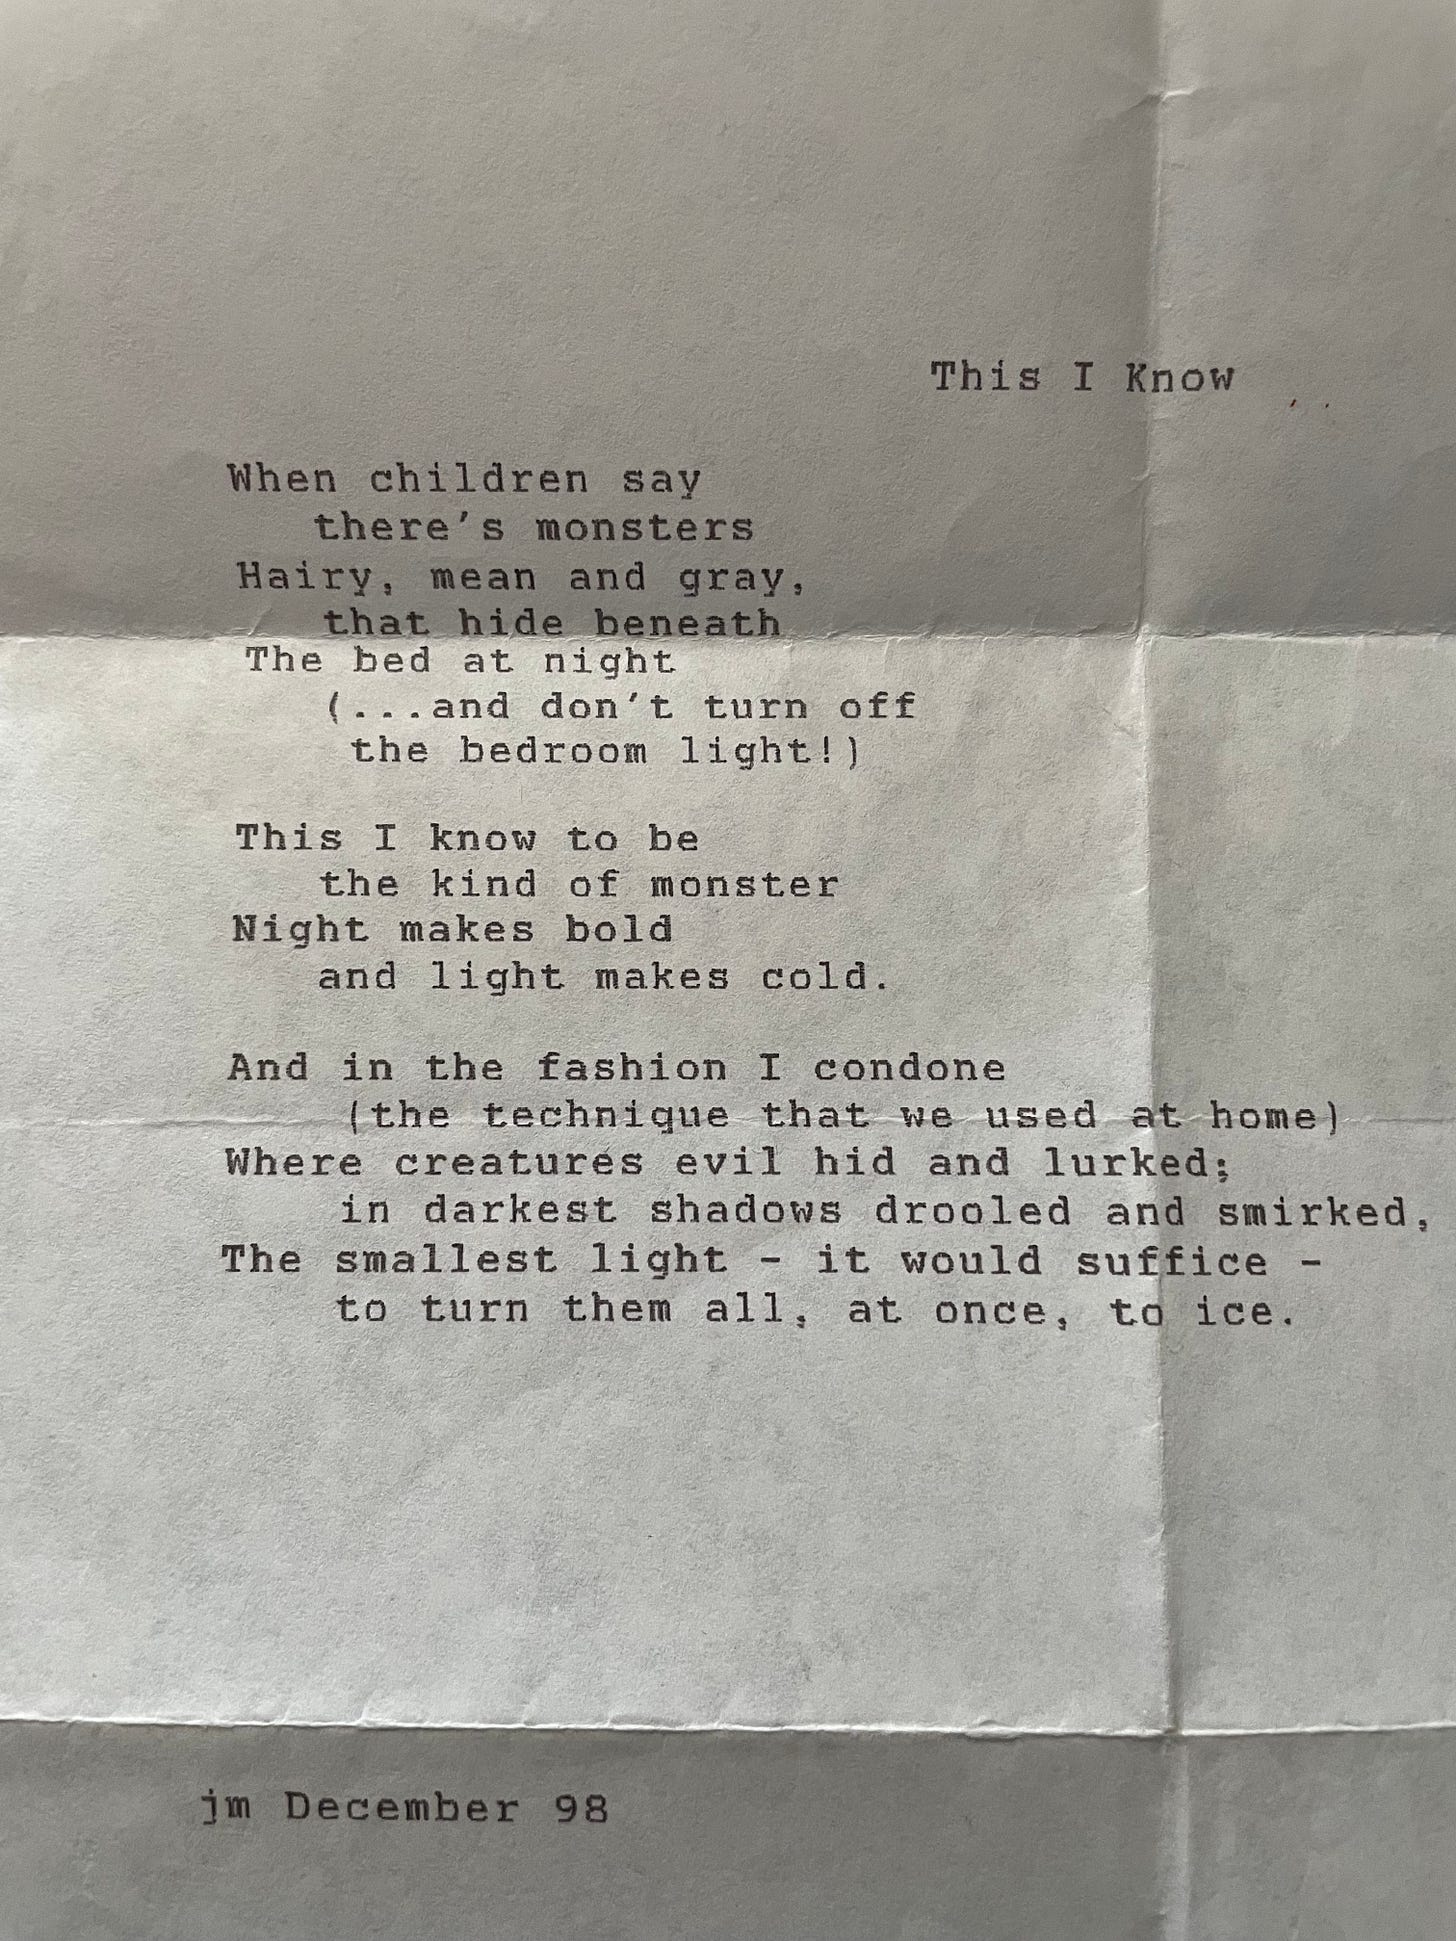 This I Know
When children say
there's monsters
Hairy, mean and gray,
that hide beneath
The bed at night
(...and don't turn off
the bedroom light!)
This I know to be
the kind of monster
Night makes bold
and light makes cold.
And in the fashion I condone
(the technique that we used at home)
Where creatures evil hid and lurked;
in darkest shadows drooled and smirked,
The smallest light - it would suffice -
to turn them all, at once, to ice.
jm December 98